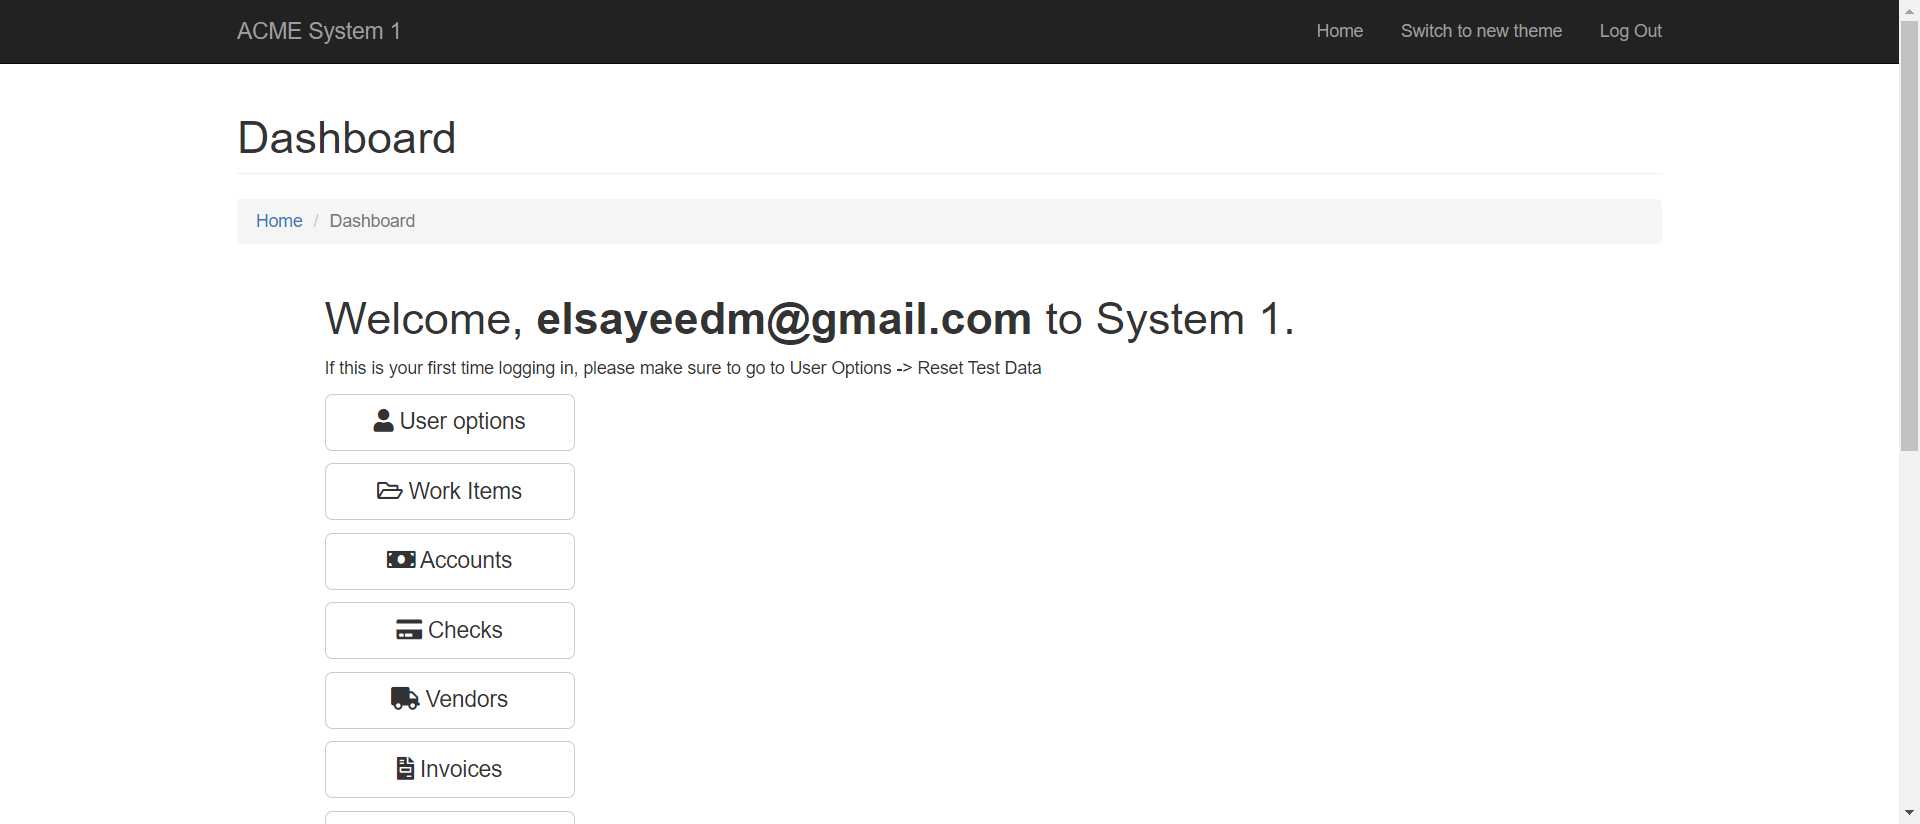 ACME System 1
Home
Switch to new theme
Log Out
Dashboard
Home / Dashboard
Welcome, elsayeedm@gmail.com to System 1.
If this is your first time logging in, please make sure to go to User Options -> Reset Test Data
User options
Work Items
Accounts
Checks
Vendors
Invoices